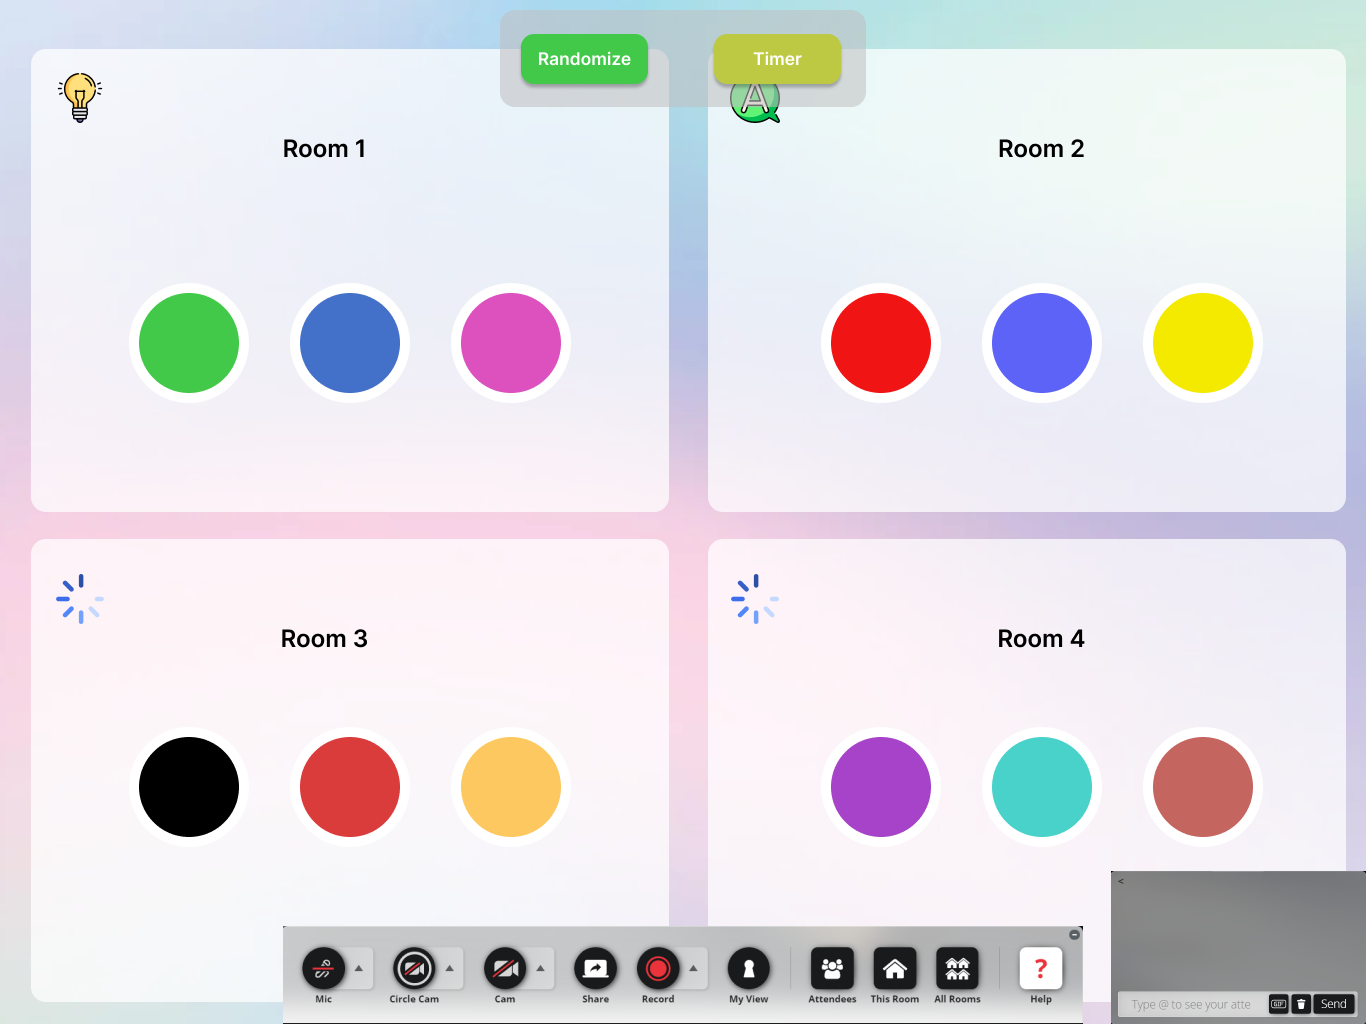 Randomize
Timer
A
Room 1
Room 2
Room 3
Room 4
<
Mic
Circle Cam
Cam
Share
Record
My View
Attendees
This Room
All Rooms
?
Help
Type @ to see your atte
GIF
Send